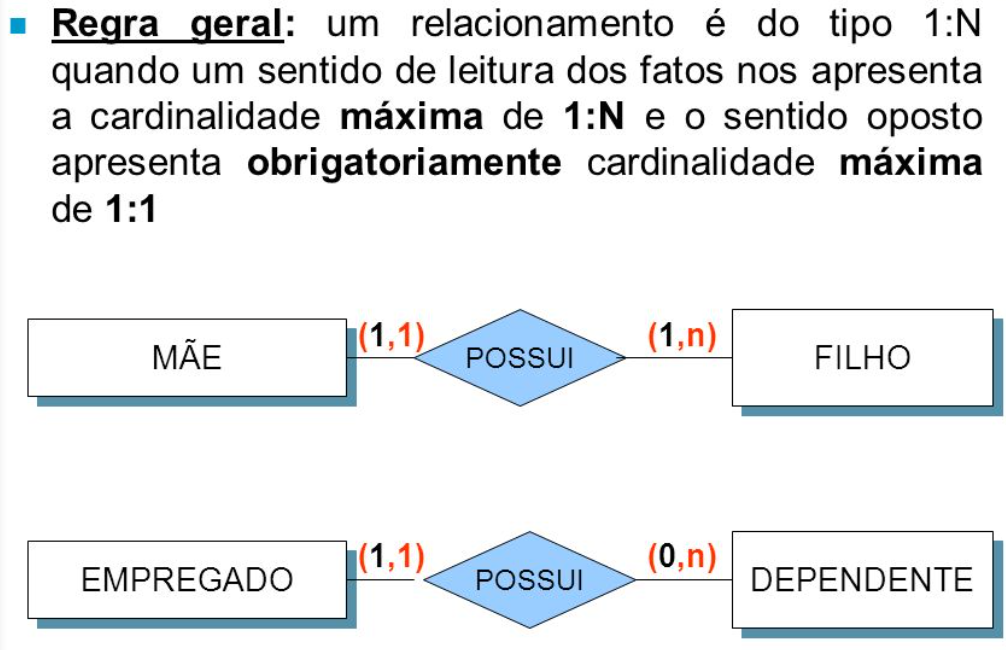 Regra geral: um relacionamento é do tipo 1:N
quando um sentido de leitura dos fatos nos apresenta
a cardinalidade máxima de 1:N e o sentido oposto
apresenta obrigatoriamente cardinalidade máxima
de 1:1
(1,1) (1,n)
MÃE POSSUI FILHO
(1,1) (0,n)
EMPREGADO POSSUI DEPENDENTE